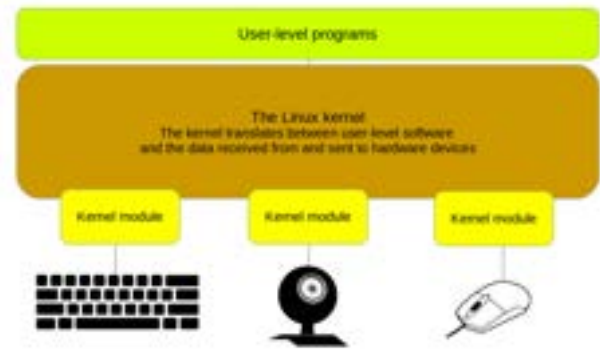 User-level programs
The Linux kernel
The kernel translates between user-level software
and the data received from and sent to hardware devices
Kernel module
Kernel module
Kernel module